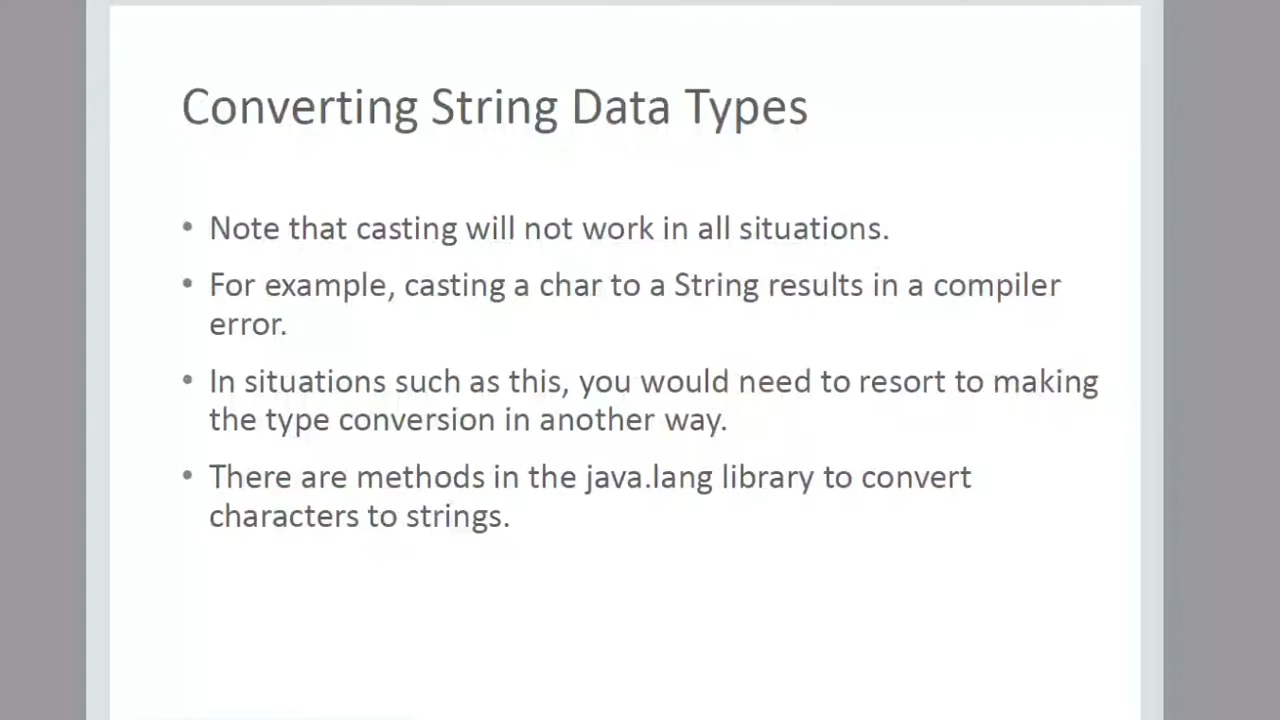 Converting String Data Types
• Note that casting will not work in all situations.
• For example, casting a char to a String results in a compiler
error.
• In situations such as this, you would need to resort to making
the type conversion in another way.
• There are methods in the java.lang library to convert
characters to strings.